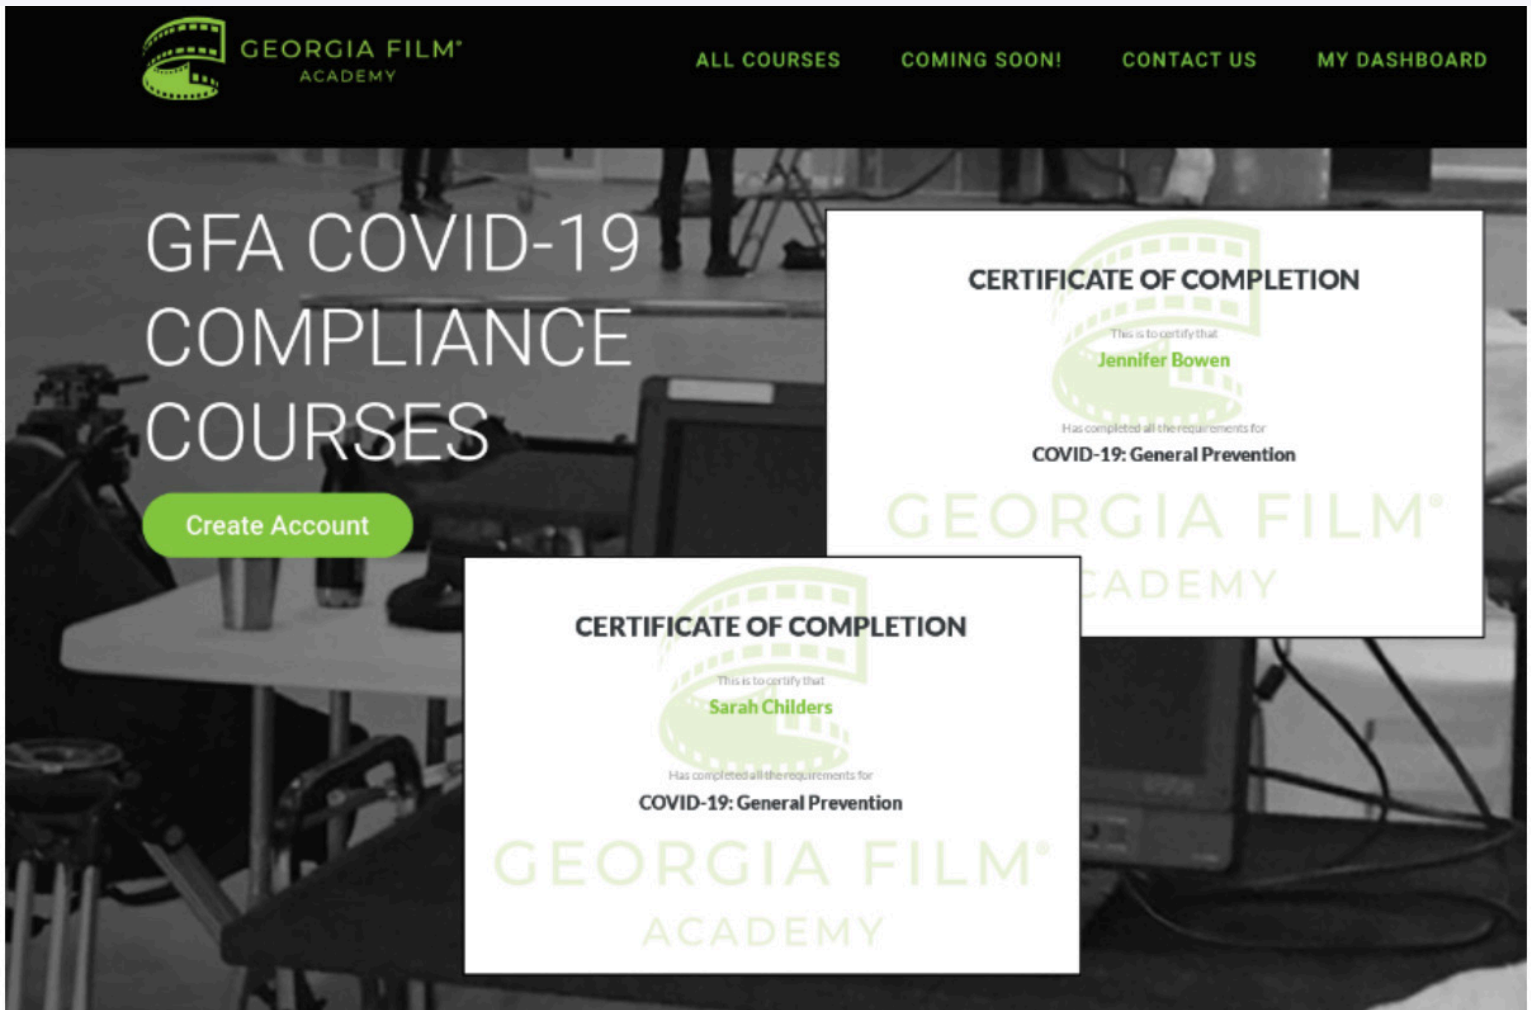 GEORGIA FILM®
ACADEMY
ALL COURSES
COMING SOON!
CONTACT US
MY DASHBOARD
GFA COVID-19
COMPLIANCE
COURSES
Create Account
CERTIFICATE OF COMPLETION
This is to certify that
Jennifer Bowen
Has completed all the requirements for
COVID-19: General Prevention
GEORGIA FILM®
CADEMY
CERTIFICATE OF COMPLETION
This is to certify that
Sarah Childers
Has completed all the requirements for
COVID-19: General Prevention
GEORGIA FILM®
ACADEMY